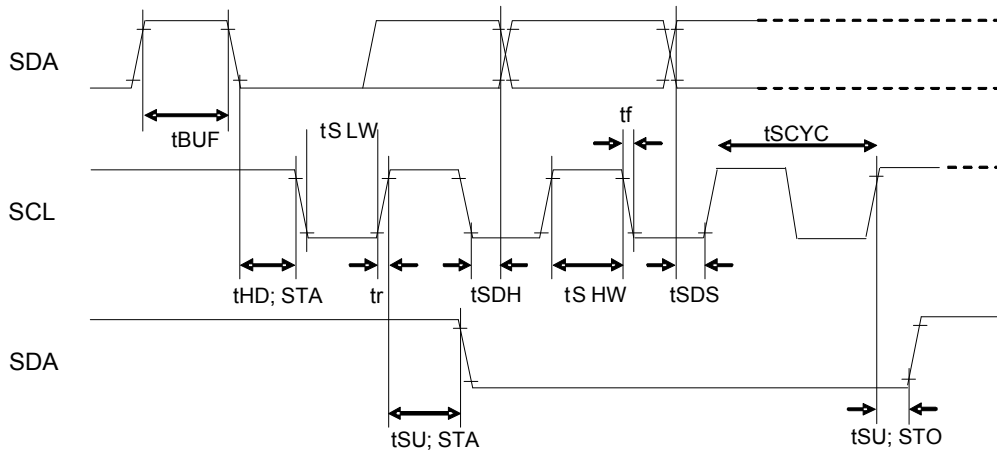 SDA
tBUF
tS LW
tf
tSCYC
SCL
tHD; STA
tr
tSDH
tS HW
tSDS
SDA
tSU; STA
tSU; STO